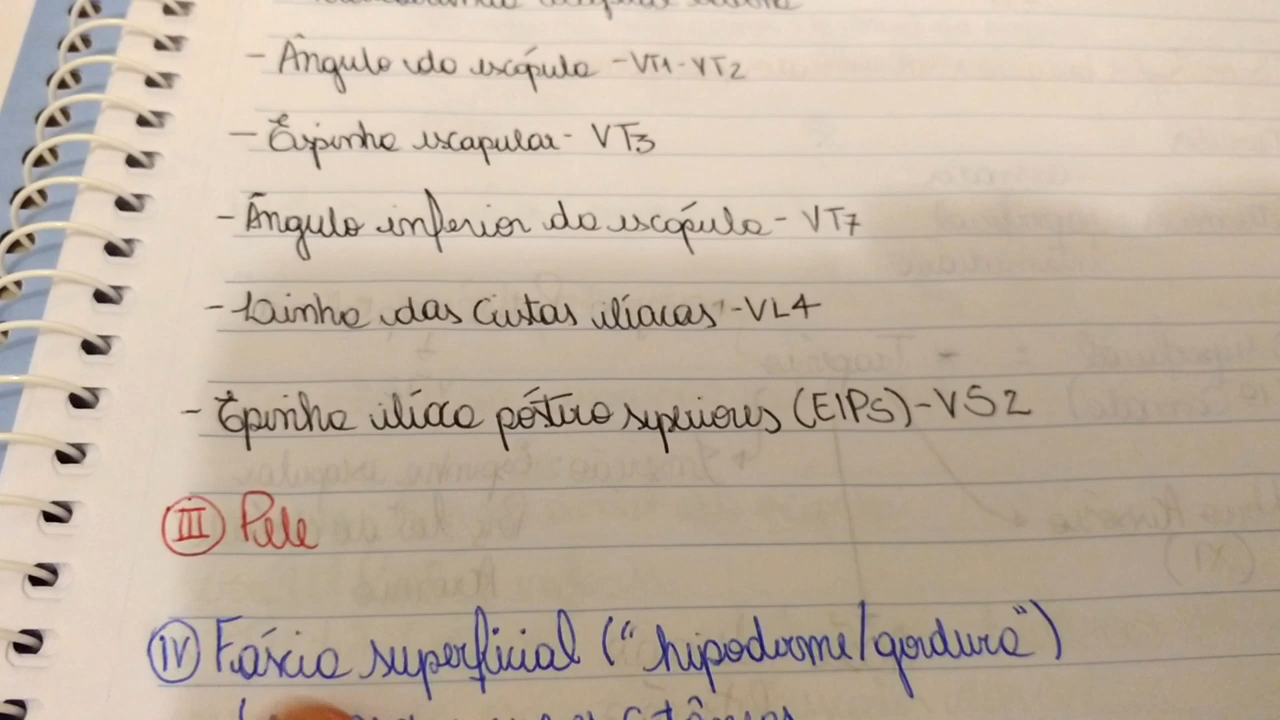 - Ângulo do escápula - VT1 - VT2
- Espinha escapular - VT3
- Ângulo inferior da escápula - VT7
- Linha das Cristas ilíacas - VL4
- Espinha ilíaca póstero superiores (EIPS) - VS2
III Pele
IV Fáscia superficial ("hipoderme/gordura")